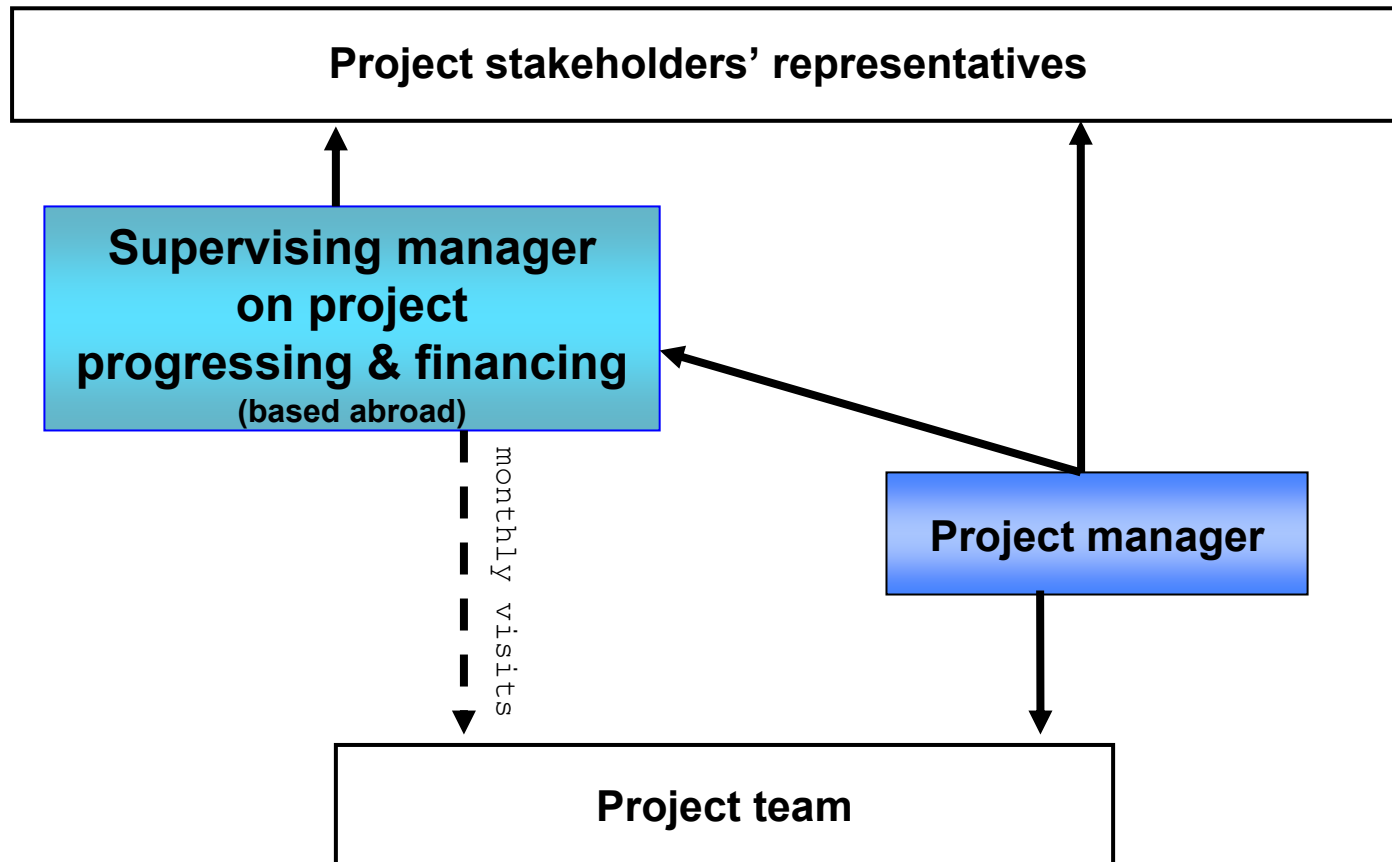 Project stakeholders’ representatives
Supervising manager
on project
progressing & financing
(based abroad)
monthly visits
Project manager
Project team